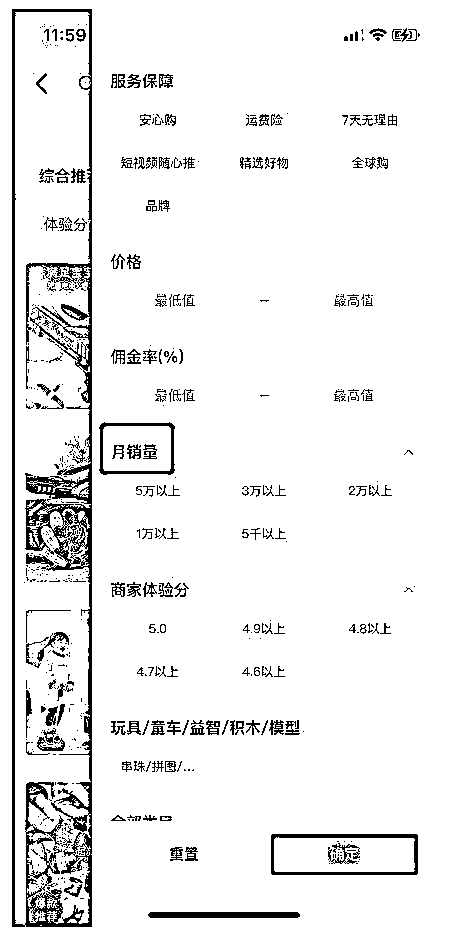 11:59
服务保障
安心购 运费险 7天无理由
短视频随心推 精选好物 全球购
品牌
综合推
体验分
价格
最低值 — 最高值
佣金率(%)
最低值 — 最高值
月销量
5万以上 3万以上 2万以上
1万以上 5千以上
商家体验分
5.0 4.9以上 4.8以上
4.7以上 4.6以上
玩具/童车/益智/积木/模型
串珠/拼图/...
重置 确定
爆款
推荐